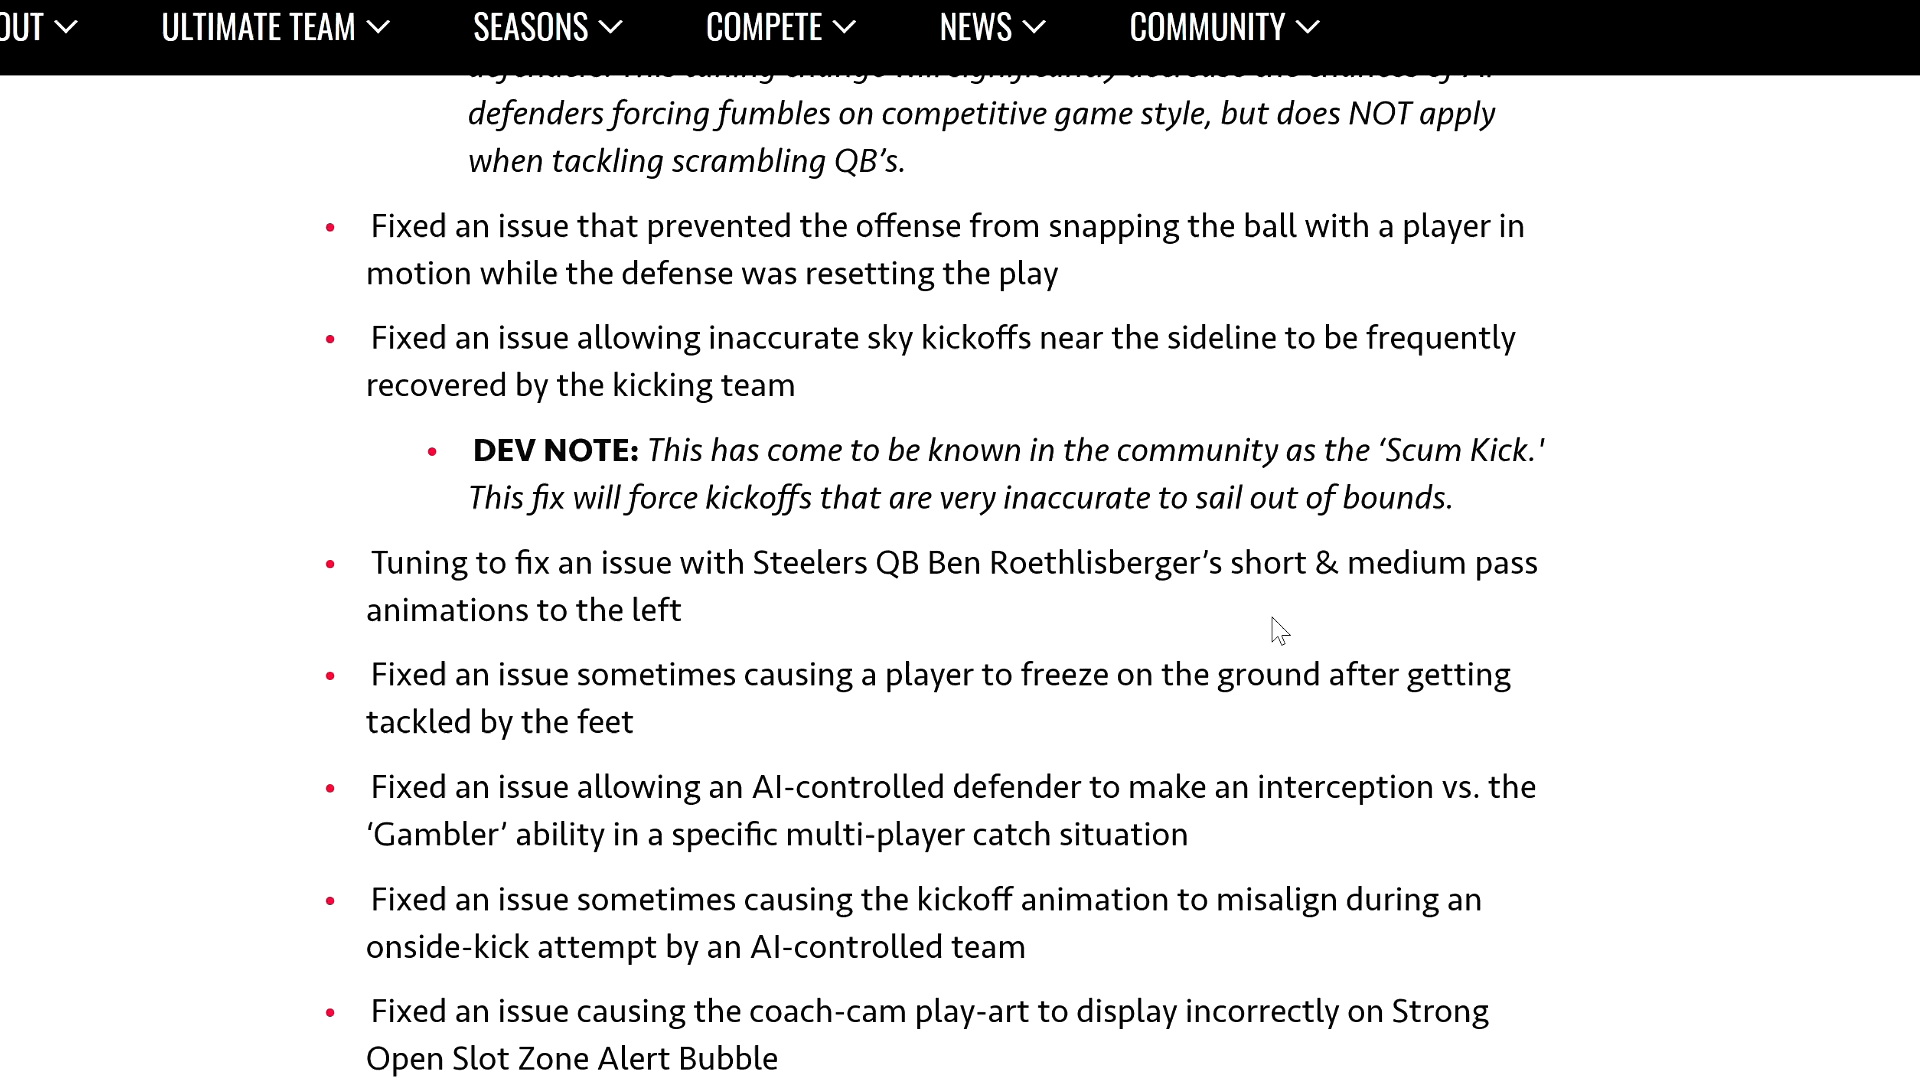 OUT ULTIMATE TEAM SEASONS COMPETE NEWS COMMUNITY
defenders forcing fumbles on competitive game style, but does NOT apply
when tackling scrambling QB’s.
• Fixed an issue that prevented the offense from snapping the ball with a player in
motion while the defense was resetting the play
• Fixed an issue allowing inaccurate sky kickoffs near the sideline to be frequently
recovered by the kicking team
• DEV NOTE: This has come to be known in the community as the ‘Scum Kick.'
This fix will force kickoffs that are very inaccurate to sail out of bounds.
• Tuning to fix an issue with Steelers QB Ben Roethlisberger’s short & medium pass
animations to the left
• Fixed an issue sometimes causing a player to freeze on the ground after getting
tackled by the feet
• Fixed an issue allowing an AI-controlled defender to make an interception vs. the
‘Gambler’ ability in a specific multi-player catch situation
• Fixed an issue sometimes causing the kickoff animation to misalign during an
onside-kick attempt by an AI-controlled team
• Fixed an issue causing the coach-cam play-art to display incorrectly on Strong
Open Slot Zone Alert Bubble